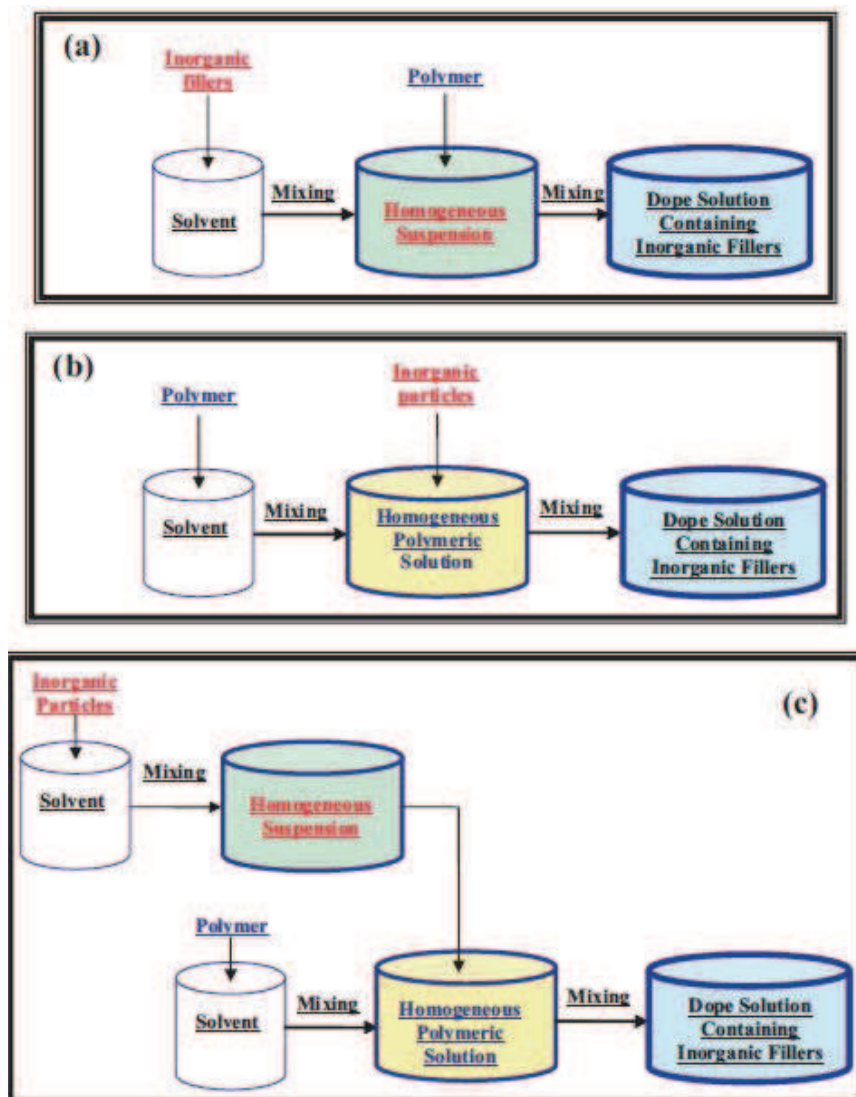 (a)
Inorganic
fillers
Polymer
Solvent
Mixing
Homogeneous
Suspension
Mixing
Dope Solution
Containing
Inorganic Fillers
(b)
Polymer
Inorganic
particles
Solvent
Mixing
Homogeneous
Polymeric
Solution
Mixing
Dope Solution
Containing
Inorganic Fillers
(c)
Inorganic
Particles
Solvent
Mixing
Homogeneous
Suspension
Polymer
Solvent
Mixing
Homogeneous
Polymeric
Solution
Mixing
Dope Solution
Containing
Inorganic Fillers